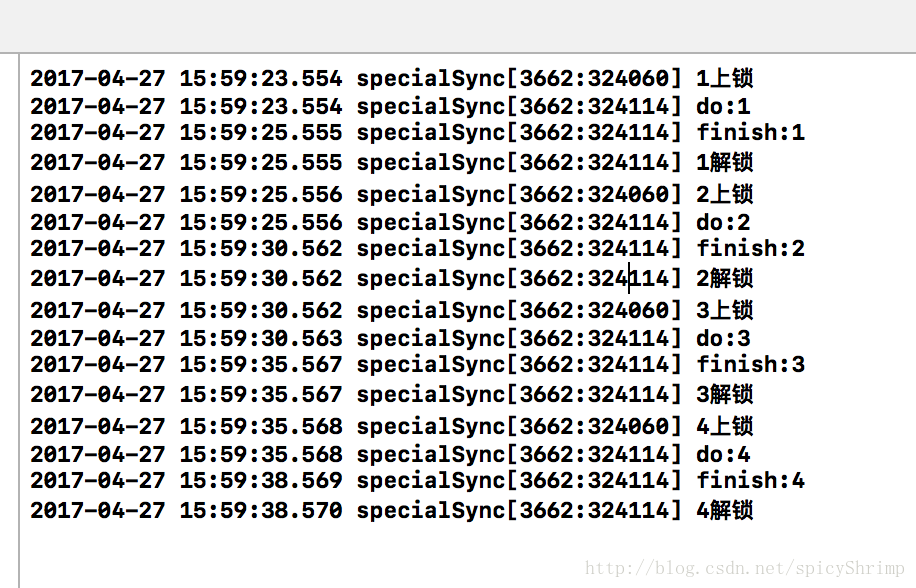 2017-04-27 15:59:23.554 specialSync[3662:324060] 1上锁
2017-04-27 15:59:23.554 specialSync[3662:324114] do:1
2017-04-27 15:59:25.555 specialSync[3662:324114] finish:1
2017-04-27 15:59:25.555 specialSync[3662:324114] 1解锁
2017-04-27 15:59:25.556 specialSync[3662:324060] 2上锁
2017-04-27 15:59:25.556 specialSync[3662:324114] do:2
2017-04-27 15:59:30.562 specialSync[3662:324114] finish:2
2017-04-27 15:59:30.562 specialSync[3662:324114] 2解锁
2017-04-27 15:59:30.562 specialSync[3662:324060] 3上锁
2017-04-27 15:59:30.563 specialSync[3662:324114] do:3
2017-04-27 15:59:35.567 specialSync[3662:324114] finish:3
2017-04-27 15:59:35.567 specialSync[3662:324114] 3解锁
2017-04-27 15:59:35.568 specialSync[3662:324060] 4上锁
2017-04-27 15:59:35.568 specialSync[3662:324114] do:4
2017-04-27 15:59:38.569 specialSync[3662:324114] finish:4
2017-04-27 15:59:38.570 specialSync[3662:324114] 4解锁
http://blog.csdn.net/spicyShrimp